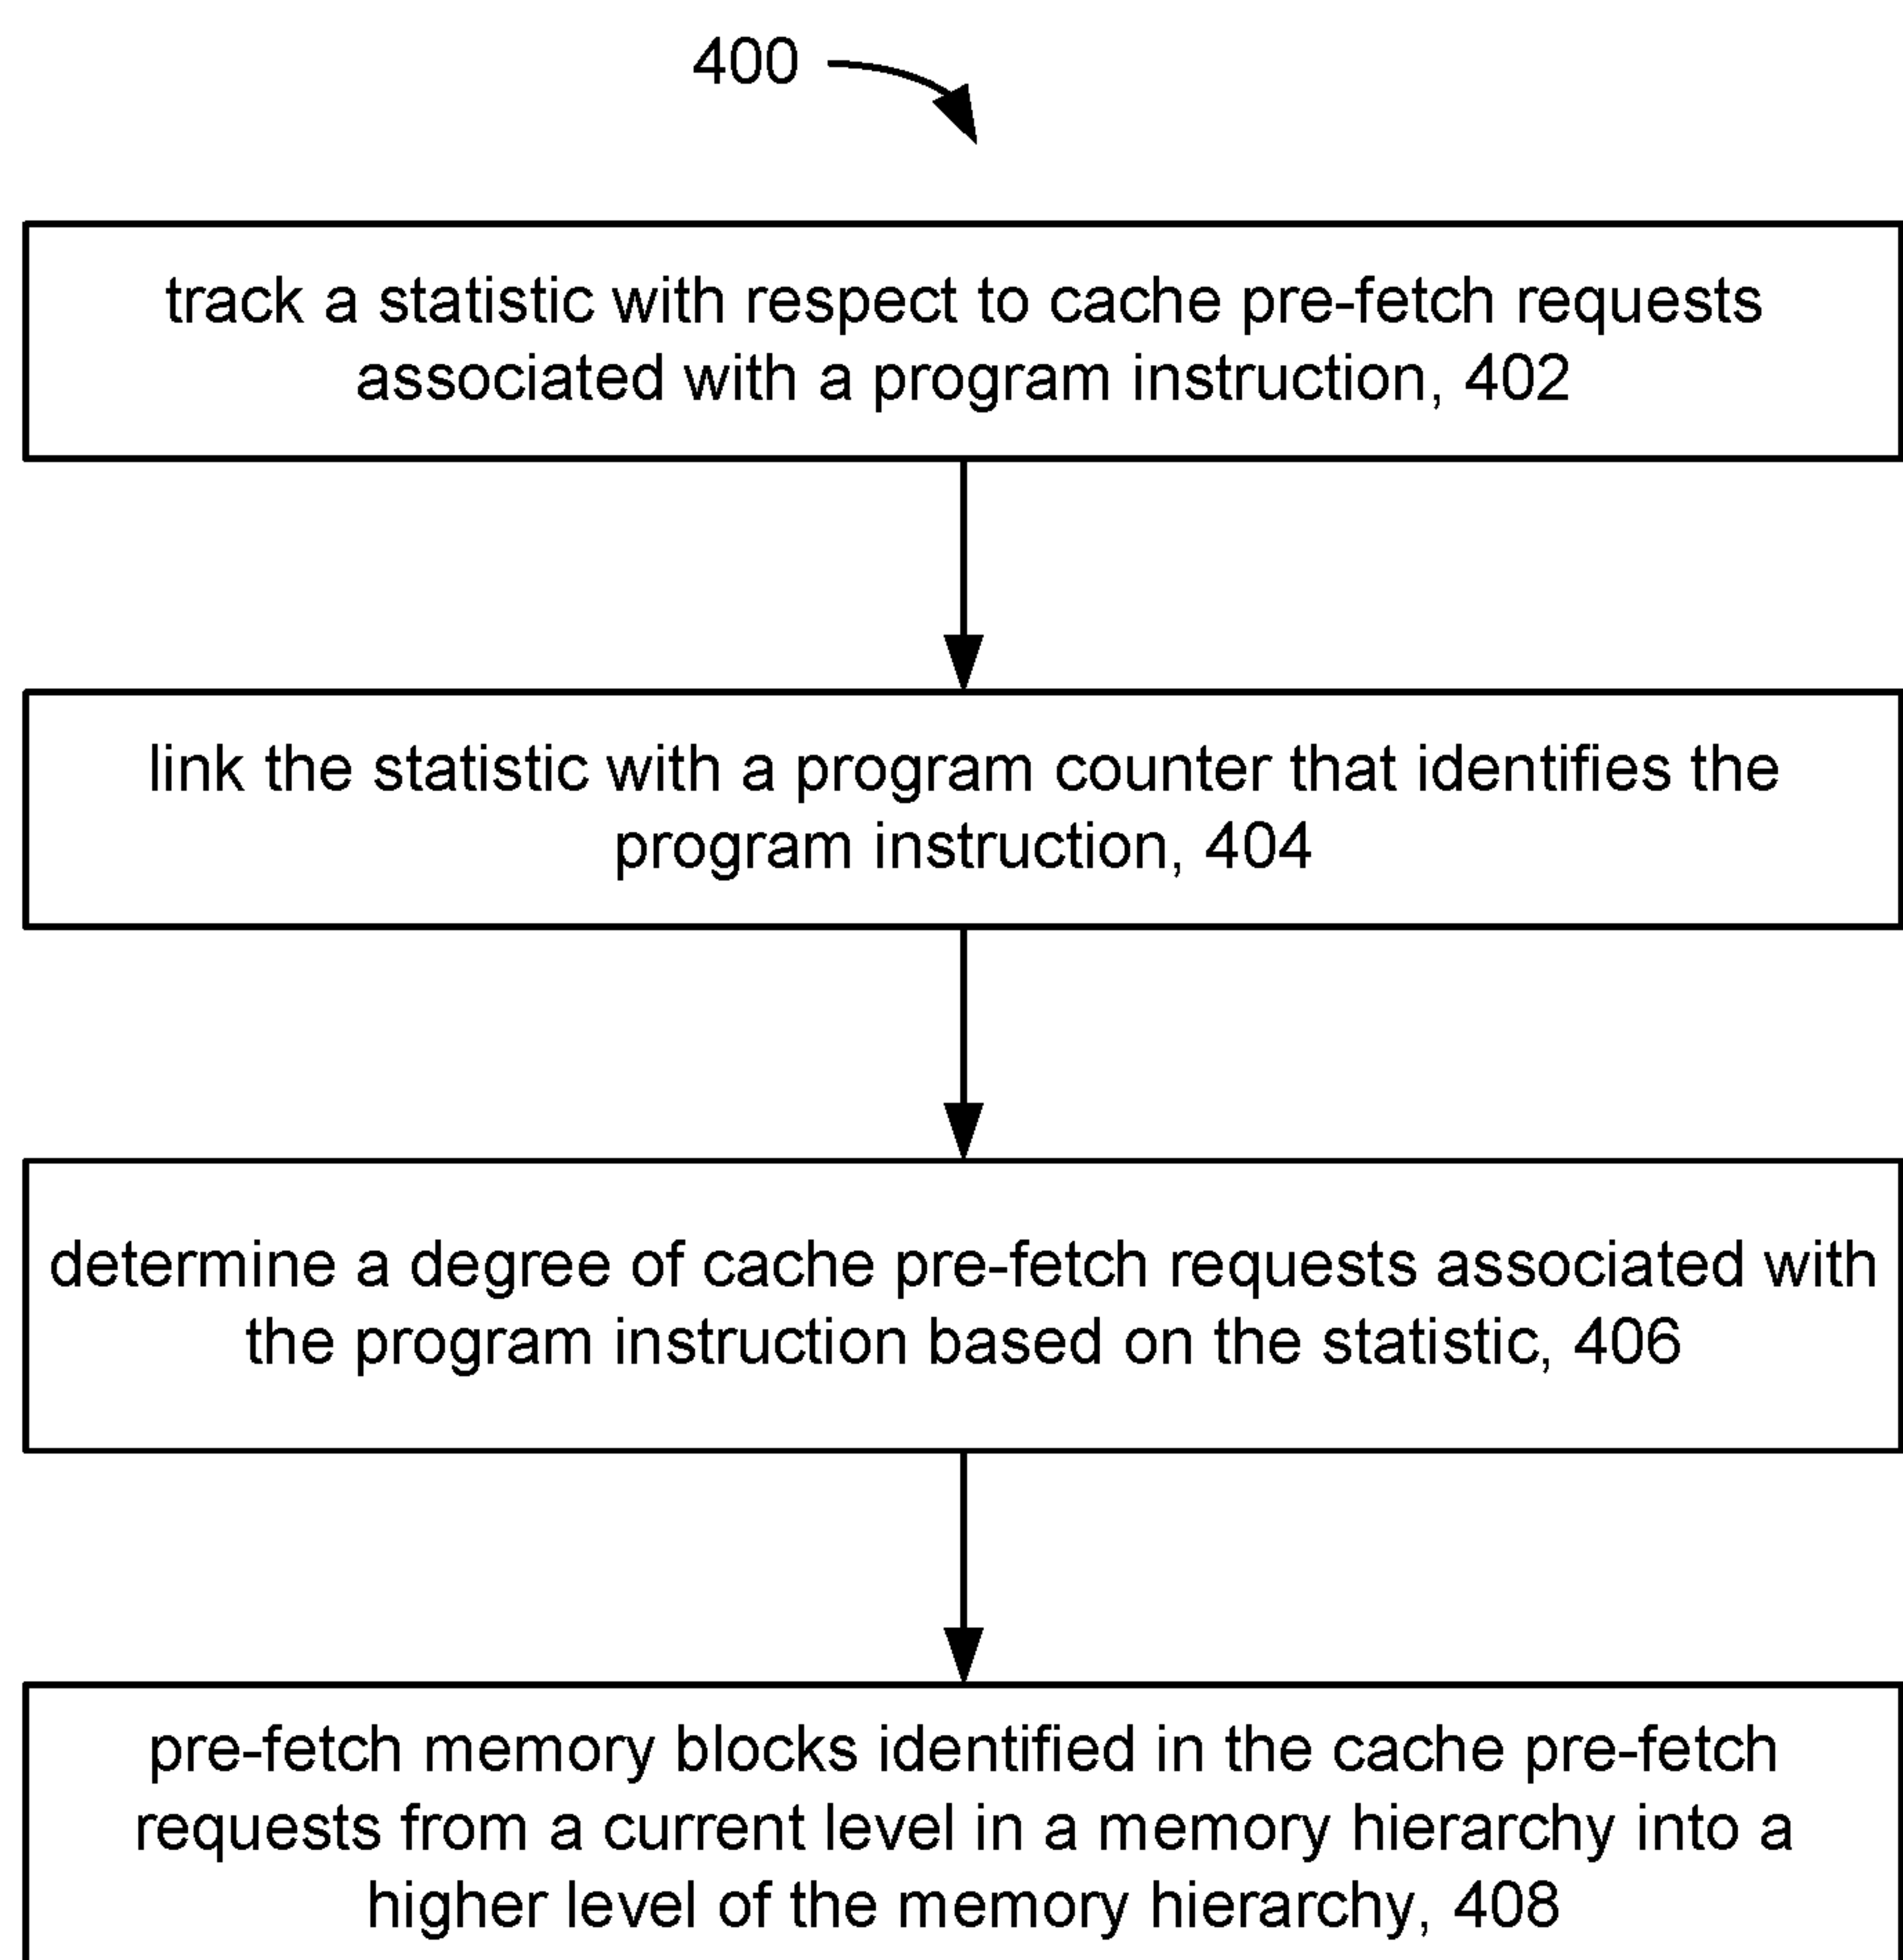 400
track a statistic with respect to cache pre-fetch requests
associated with a program instruction, 402
link the statistic with a program counter that identifies the
program instruction, 404
determine a degree of cache pre-fetch requests associated with
the program instruction based on the statistic, 406
pre-fetch memory blocks identified in the cache pre-fetch
requests from a current level in a memory hierarchy into a
higher level of the memory hierarchy, 408